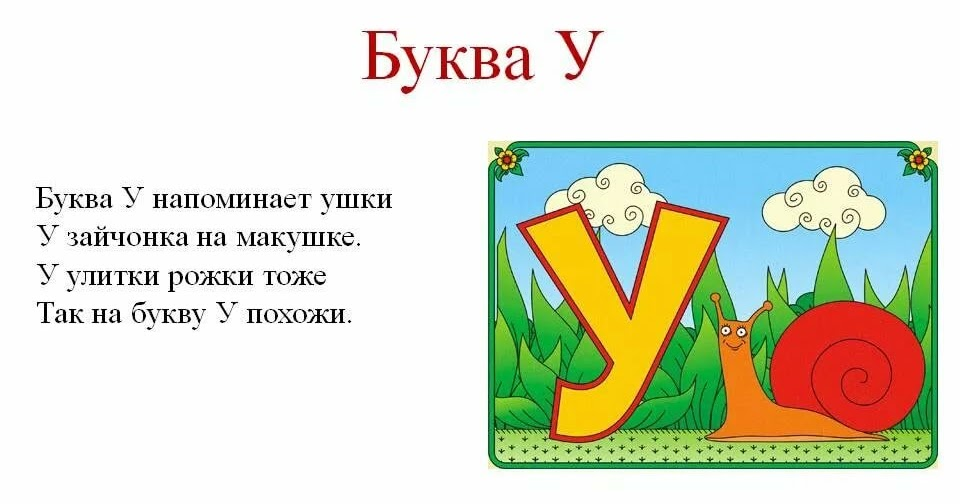 Буква У
Буква У напоминает ушки
У зайчонка на макушке.
У улитки рожки тоже
Так на букву У похожи.
У